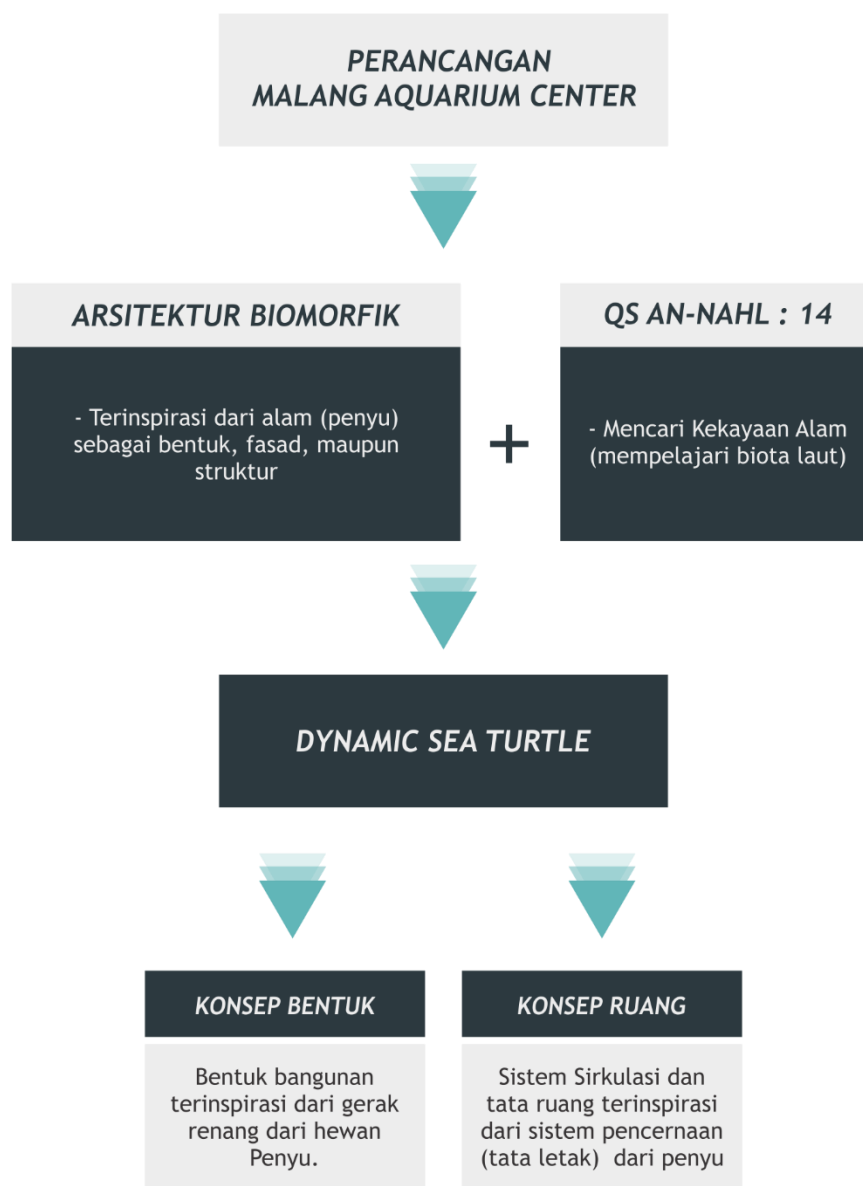 PERANCANGAN
MALANG AQUARIUM CENTER
ARSITEKTUR BIOMORFIK
- Terinspirasi dari alam (penyu)
sebagai bentuk, fasad, maupun
struktur
+
QS AN-NAHL : 14
- Mencari Kekayaan Alam
(mempelajari biota laut)
DYNAMIC SEA TURTLE
KONSEP BENTUK
Bentuk bangunan
terinspirasi dari gerak
renang dari hewan
Penyu.
KONSEP RUANG
Sistem Sirkulasi dan
tata ruang terinspirasi
dari sistem pencernaan
(tata letak) dari penyu